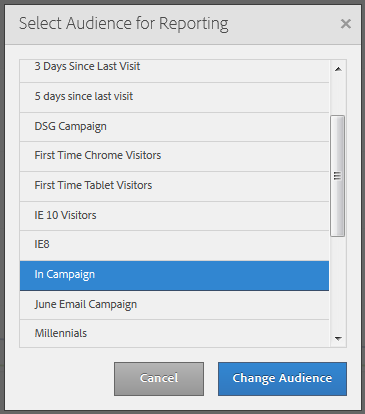 Select Audience for Reporting
3 Days Since Last Visit
5 days since last visit
DSG Campaign
First Time Chrome Visitors
First Time Tablet Visitors
IE 10 Visitors
IE8
In Campaign
June Email Campaign
Millennials
Cancel
Change Audience